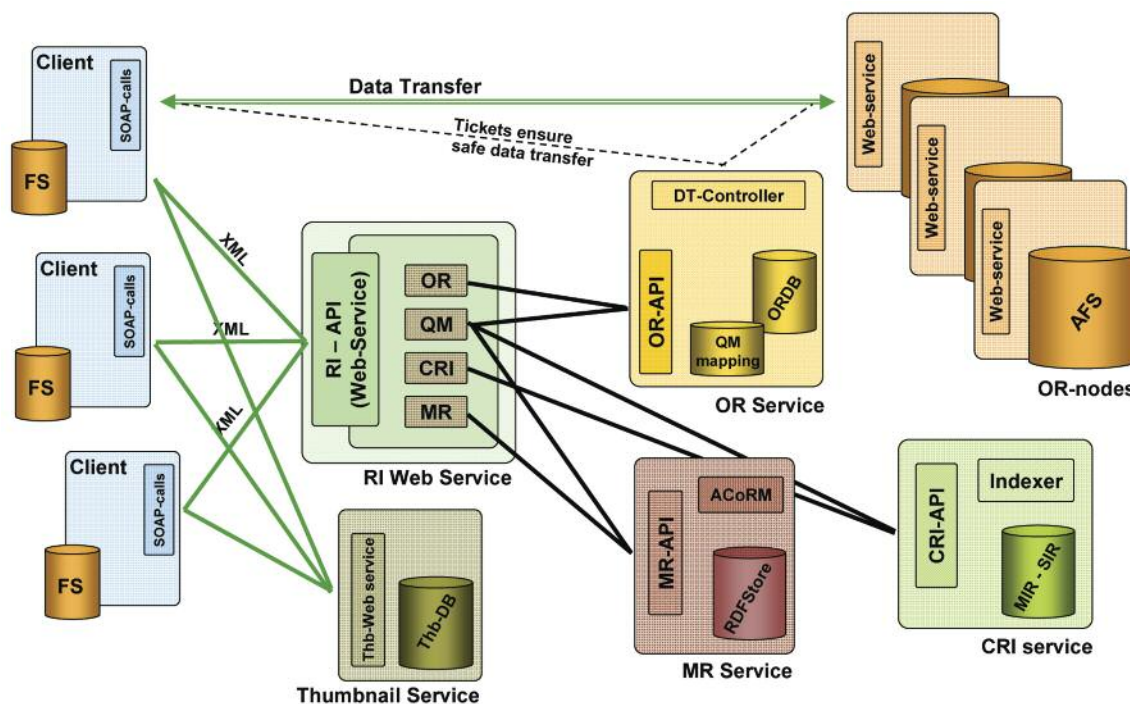 Client
SOAP-calls
FS
Data Transfer
Tickets ensure
safe data transfer
Web-service
Web-service
Web-service
AFS
OR-nodes
Client
SOAP-calls
FS
Client
SOAP-calls
FS
XML
XML
XML
RI – API
(Web-Service)
OR
QM
CRI
MR
RI Web Service
DT-Controller
OR-API
ORDB
QM
mapping
OR Service
Thb-Web service
Thb-DB
Thumbnail Service
MR-API
ACoRM
RDFStore
MR Service
CRI-API
Indexer
MIR - SIR
CRI service